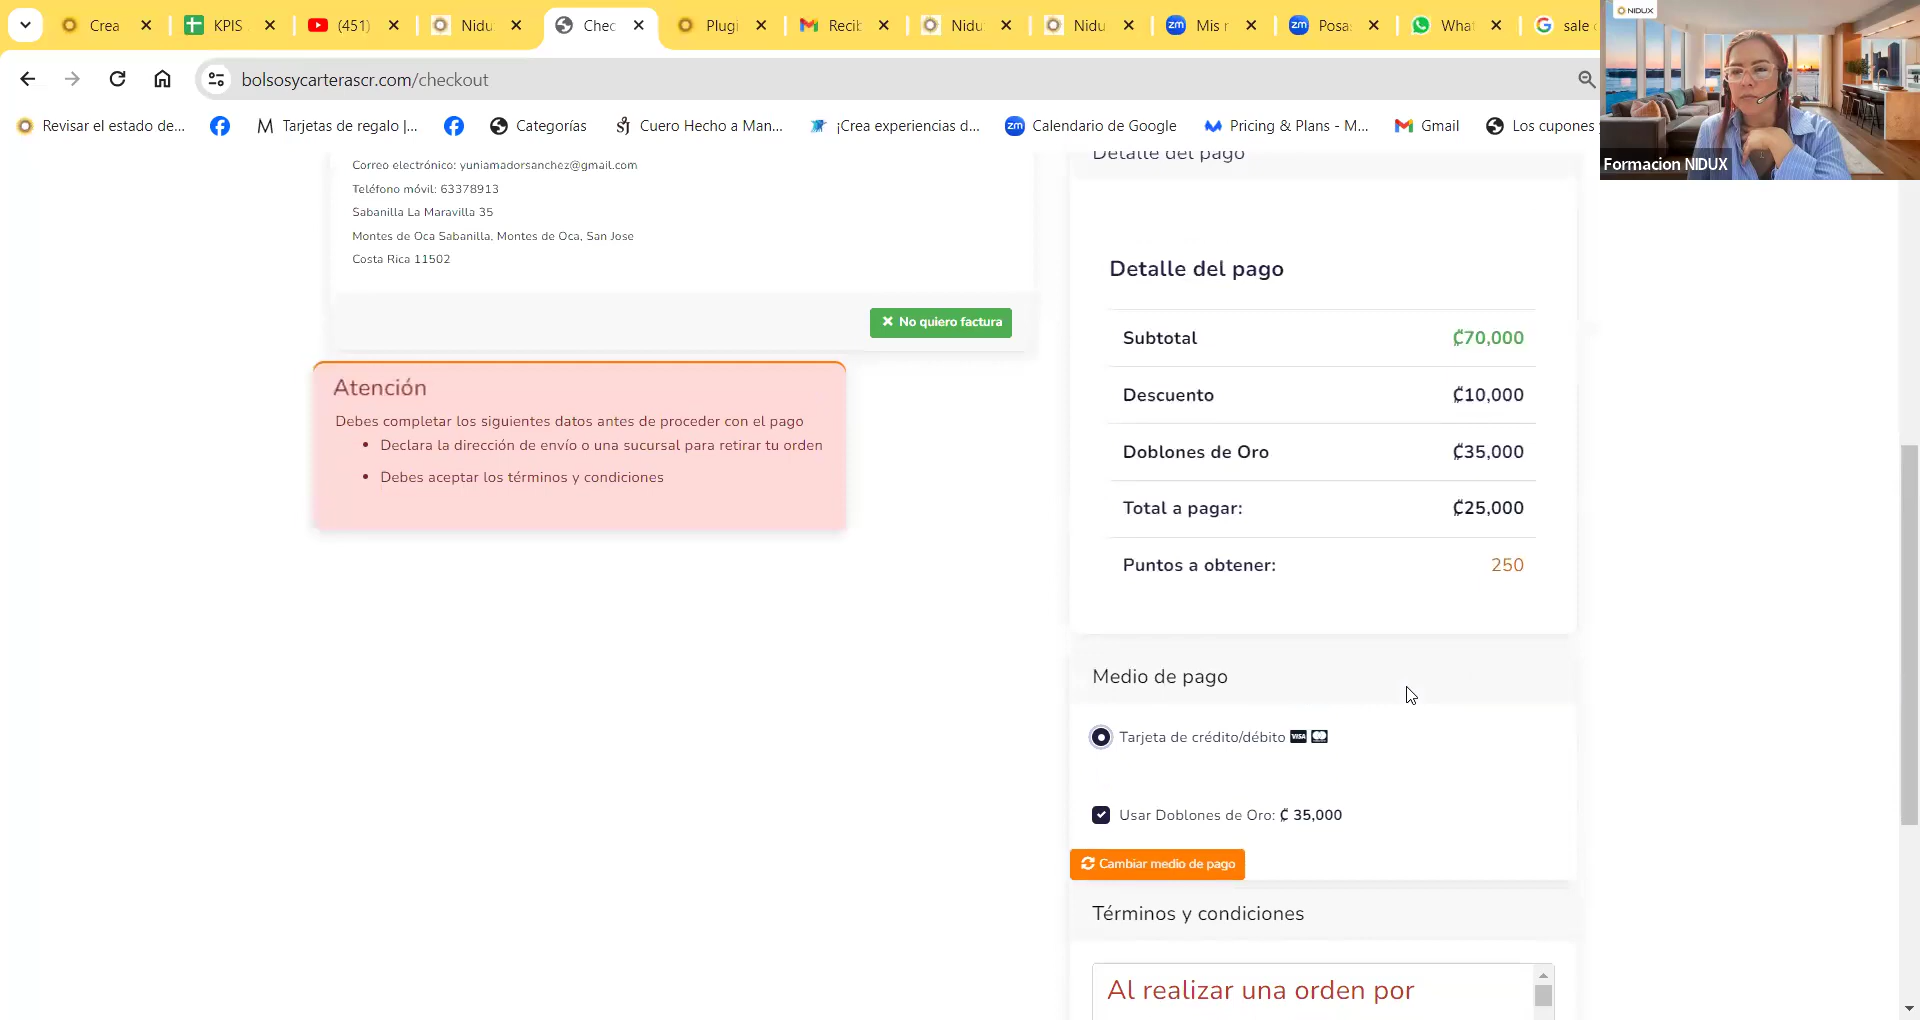 Crea
KPIS
(451)
Nidu
Chec
Plugi
Recib
Nidu
Nidu
zm Mis r
zm Posa
What
sale
NIDUX
bolsosycarterascr.com/checkout
Revisar el estado de...
Tarjetas de regalo |...
Categorías
Cuero Hecho a Man...
¡Crea experiencias d...
zm Calendario de Google
Pricing & Plans - M...
Gmail
Los cupones
Formacion NIDUX
Correo electrónico: yuniamadorsanchez@gmail.com
Teléfono móvil: 63378913
Sabanilla La Maravilla 35
Montes de Oca Sabanilla, Montes de Oca, San Jose
Costa Rica 11502
No quiero factura
Atención
Debes completar los siguientes datos antes de proceder con el pago
• Declara la dirección de envío o una sucursal para retirar tu orden
• Debes aceptar los términos y condiciones
Detalle del pago
Detalle del pago
Subtotal ₡70,000
Descuento ₡10,000
Doblones de Oro ₡35,000
Total a pagar: ₡25,000
Puntos a obtener: 250
Medio de pago
Tarjeta de crédito/débito VISA
Usar Doblones de Oro: ₡ 35,000
Cambiar medio de pago
Términos y condiciones
Al realizar una orden por